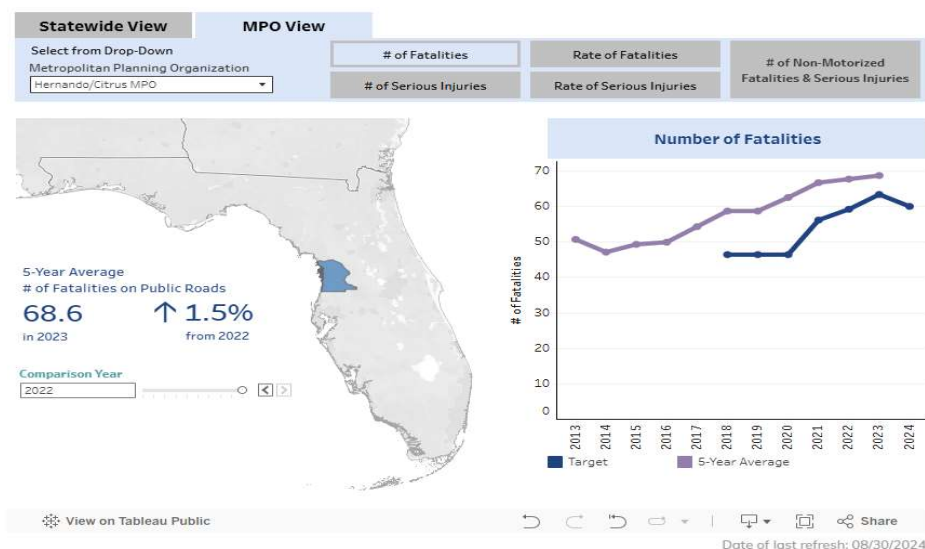 Statewide View
MPO View
Select from Drop-Down
Metropolitan Planning Organization
Hernando/Citrus MPO
# of Fatalities
Rate of Fatalities
# of Non-Motorized
Fatalities & Serious Injuries
# of Serious Injuries
Rate of Serious Injuries
5-Year Average
# of Fatalities on Public Roads
68.6
↑ 1.5%
in 2023
from 2022
Comparison Year
2022
Number of Fatalities
# of Fatalities
70
60
50
40
30
20
10
0
2013
2014
2015
2016
2017
2018
2019
2020
2021
2022
2023
2024
Target
5-Year Average
View on Tableau Public
Share
Date of last refresh: 08/30/2024